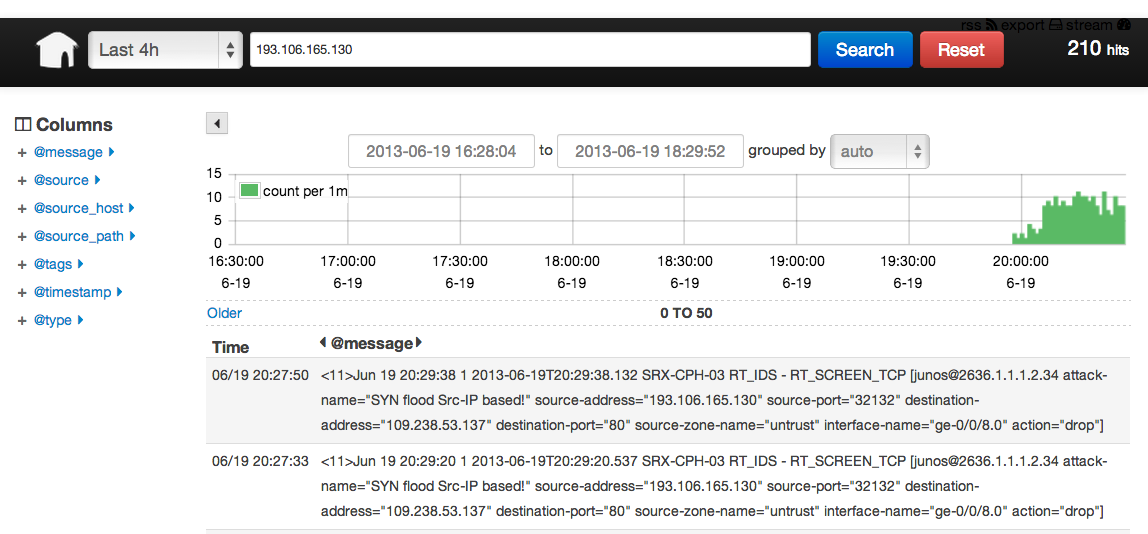 rss export stream
Last 4h 193.106.165.130 Search Reset 210 hits
Columns
+ @message
+ @source
+ @source_host
+ @source_path
+ @tags
+ @timestamp
+ @type
2013-06-19 16:28:04 to 2013-06-19 18:29:52 grouped by auto
15
10
5
0
count per 1m
16:30:00 17:00:00 17:30:00 18:00:00 18:30:00 19:00:00 19:30:00 20:00:00
6-19 6-19 6-19 6-19 6-19 6-19 6-19 6-19
Older 0 TO 50
Time @message
06/19 20:27:50 <11>Jun 19 20:29:38 1 2013-06-19T20:29:38.132 SRX-CPH-03 RT_IDS - RT_SCREEN_TCP [junos@2636.1.1.1.2.34 attack-
name="SYN flood Src-IP based!" source-address="193.106.165.130" source-port="32132" destination-
address="109.238.53.137" destination-port="80" source-zone-name="untrust" interface-name="ge-0/0/8.0" action="drop"]
06/19 20:27:33 <11>Jun 19 20:29:20 1 2013-06-19T20:29:20.537 SRX-CPH-03 RT_IDS - RT_SCREEN_TCP [junos@2636.1.1.1.2.34 attack-
name="SYN flood Src-IP based!" source-address="193.106.165.130" source-port="32132" destination-
address="109.238.53.137" destination-port="80" source-zone-name="untrust" interface-name="ge-0/0/8.0" action="drop"]